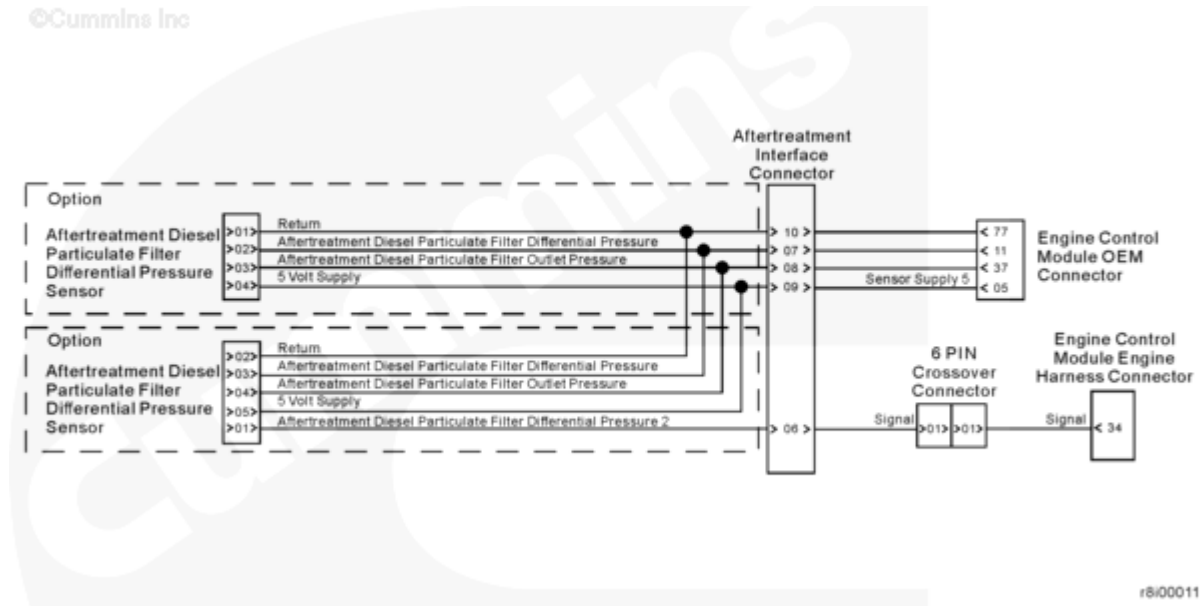 ©Cummins Inc
Cummins
Aftertreatment
Interface
Connector
Option
Aftertreatment Diesel
Particulate Filter
Differential Pressure
Sensor
>01>
>02>
>03>
>04>
Return
Aftertreatment Diesel Particulate Filter Differential Pressure
Aftertreatment Diesel Particulate Filter Outlet Pressure
5 Volt Supply
> 10 >
> 07 >
> 08 >
> 09 >
Sensor Supply 5
< 77
< 11
< 37
< 05
Engine Control
Module OEM
Connector
Option
Aftertreatment Diesel
Particulate Filter
Differential Pressure
Sensor
>02>
>03>
>04>
>05>
>01>
Return
Aftertreatment Diesel Particulate Filter Differential Pressure
Aftertreatment Diesel Particulate Filter Outlet Pressure
5 Volt Supply
Aftertreatment Diesel Particulate Filter Differential Pressure 2
> 06 >
6 PIN
Crossover
Connector
Signal
>01>
>01>
Engine Control
Module Engine
Harness Connector
Signal
< 34
r8i00011